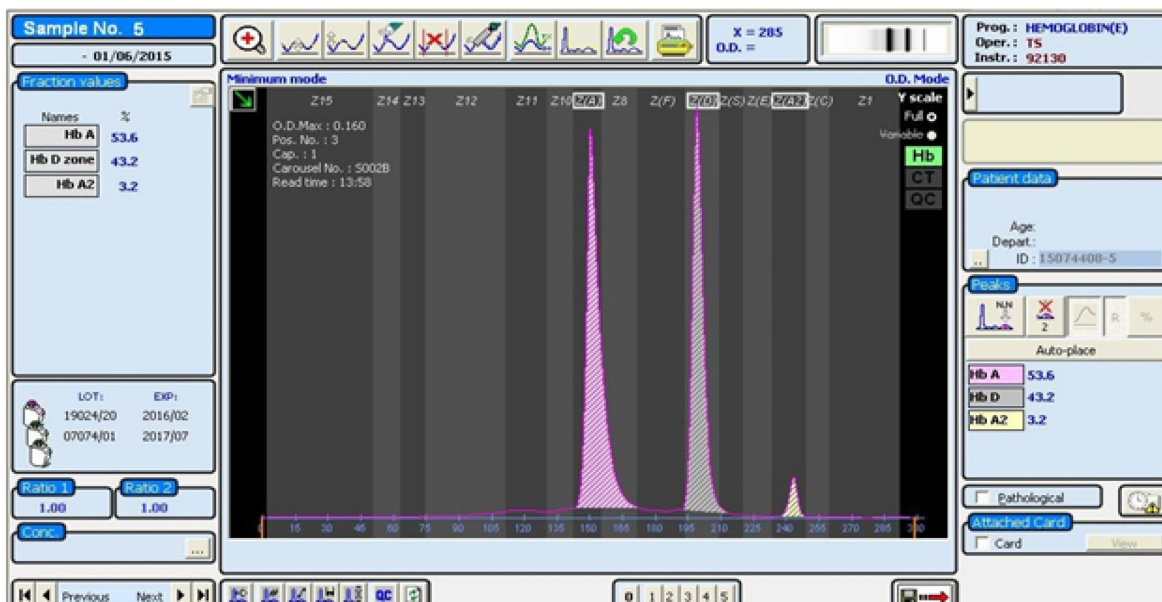 Sample No. 5
- 01/06/2015
X = 285
O.D. =
Prog.: HEMOGLOBIN(E)
Oper.: TS
Instr.: 92130
Fraction values
Names %
Hb A 53.6
Hb D zone 43.2
Hb A2 3.2
Minimum mode O.D. Mode
Z15 Z14 Z13 Z12 Z11 Z10 Z(A) Z8 Z(F) Z(D) Z(S) Z(E) Z(A2) Z(C) Z1
Y scale
Full
Variable
Hb
CT
QC
O.D.Max : 0.160
Pos. No. : 3
Cap. : 1
Carousel No. : S002B
Read time : 13:58
15 30 45 60 75 90 105 120 135 150 165 180 195 210 225 240 255 270 285 300
Patient data
Age:
Depart.:
.. ID : 15074408-5
Peaks
N.N
2
R
%
Auto-place
Hb A 53.6
Hb D 43.2
Hb A2 3.2
LOT: EXP:
19024/20 2016/02
07074/01 2017/07
Ratio 1 Ratio 2
1.00 1.00
Conc.
...
Pathological
Attached Card
Card View
Previous Next
QC
0 1 2 3 4 5